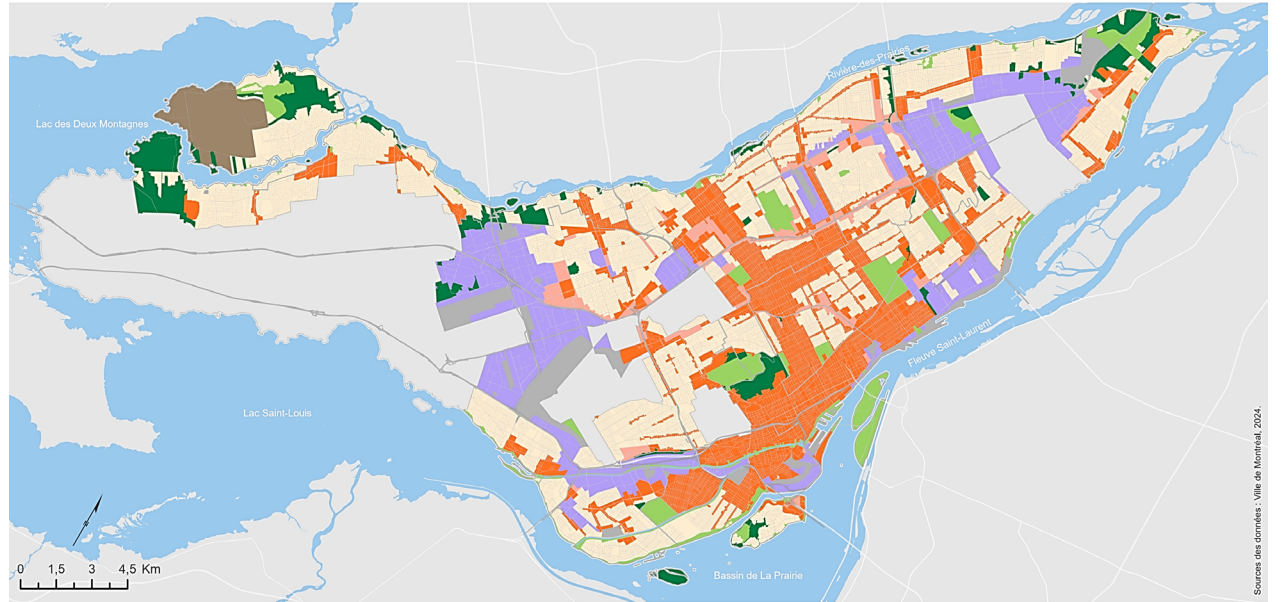 Rivière-des-Prairies
Lac des Deux Montagnes
Fleuve Saint-Laurent
Lac Saint-Louis
Bassin de La Prairie
0 1,5 3 4,5 Km
Sources des données : Ville de Montréal, 2024.